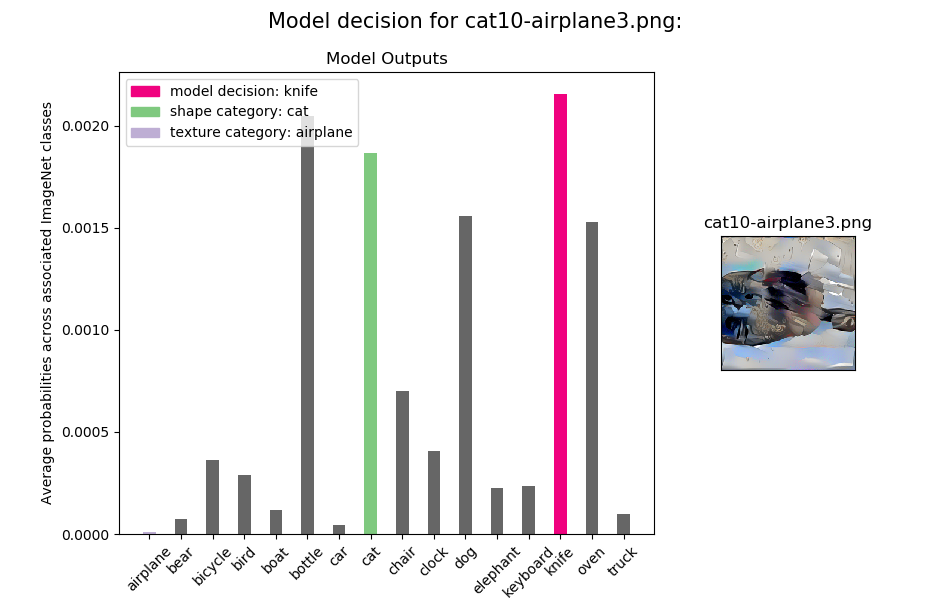 Model decision for cat10-airplane3.png:
Model Outputs
model decision: knife
shape category: cat
texture category: airplane
Average probabilities across associated ImageNet classes
0.0020
0.0015
0.0010
0.0005
0.0000
airplane
bear
bicycle
bird
boat
bottle
car
cat
chair
clock
dog
elephant
keyboard
knife
oven
truck
cat10-airplane3.png